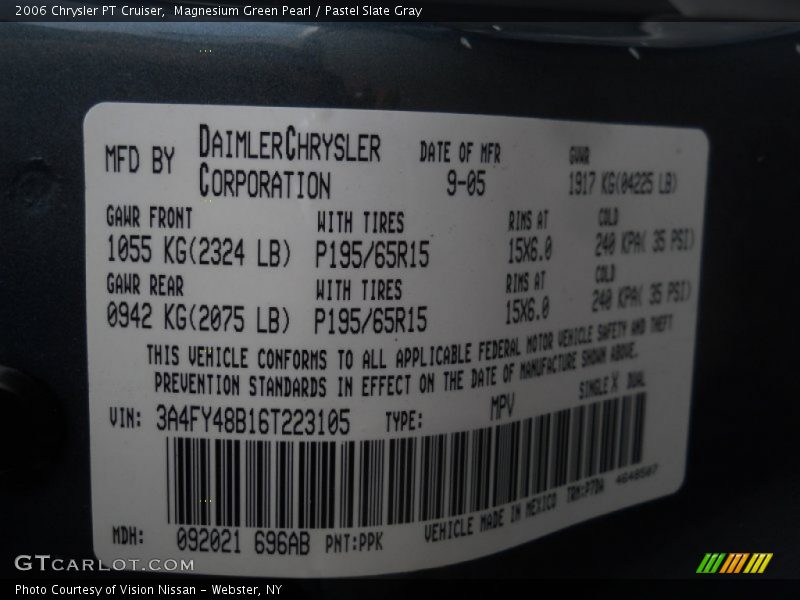 2006 Chrysler PT Cruiser, Magnesium Green Pearl / Pastel Slate Gray
MFD BY DAIMLERCHRYSLER CORPORATION
DATE OF MFR 9-05
GVWR 1917 KG(04225 LB)
GAWR FRONT WITH TIRES RIMS AT COLD
1055 KG(2324 LB) P195/65R15 15X6.0 240 KPA( 35 PSI)
GAWR REAR WITH TIRES RIMS AT COLD
0942 KG(2075 LB) P195/65R15 15X6.0 240 KPA( 35 PSI)
THIS VEHICLE CONFORMS TO ALL APPLICABLE FEDERAL MOTOR VEHICLE SAFETY AND THEFT
PREVENTION STANDARDS IN EFFECT ON THE DATE OF MANUFACTURE SHOWN ABOVE.
VIN: 3A4FY48B16T223105 TYPE: MPV SINGLE X DUAL
MDH: 092021 696AB PNT:PPK VEHICLE MADE IN MEXICO TRM:P7DA
GTCARLOT.COM
Photo Courtesy of Vision Nissan - Webster, NY